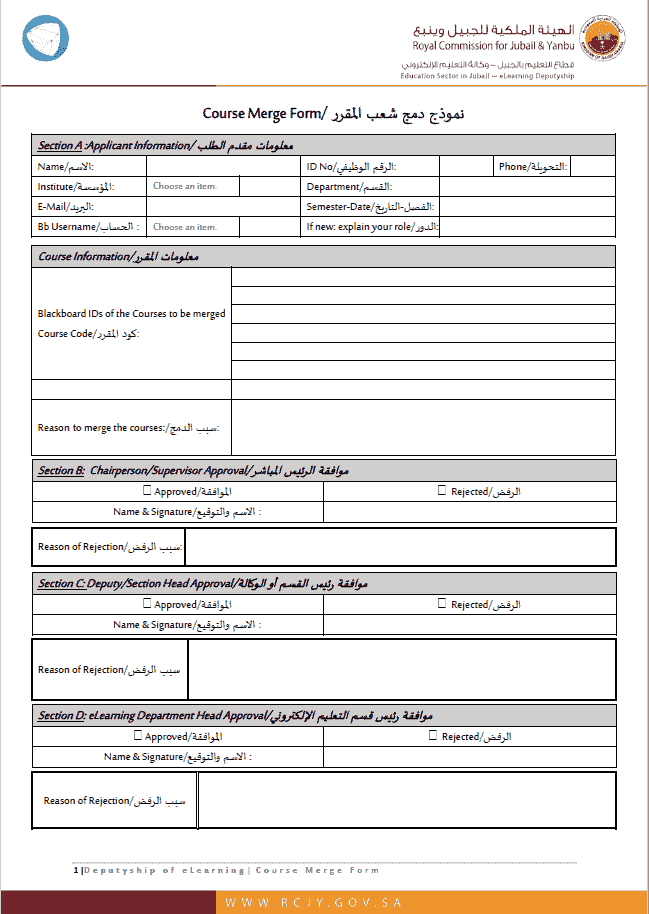 الهيئة الملكية للجبيل وينبع
Royal Commission for Jubail & Yanbu
قطاع التعليم بالجبيل – وكالة التعليم الإلكتروني
Education Sector in Jubail — eLearning Deputyship
Course Merge Form/ نموذج دمج شعب المقرر
Section A :Applicant Information/ معلومات مقدم الطلب
Name/الاسم: ID No/الرقم الوظيفي: Phone/التحويلة:
Institute/المؤسسة: Choose an item. Department/القسم:
E-Mail/البريد: Semester-Date/الفصل-التاريخ:
Bb Username/الحساب : Choose an item. If new: explain your role/الدور:
Course Information/معلومات المقرر
Blackboard IDs of the Courses to be merged
Course Code/كود المقرر:
Reason to merge the courses:/سبب الدمج:
Section B: Chairperson/Supervisor Approval/موافقة الرئيس المباشر
☐ Approved/الموافقة ☐ Rejected/الرفض
Name & Signature/الاسم والتوقيع :
Reason of Rejection/سبب الرفض:
Section C: Deputy/Section Head Approval/موافقة رئيس القسم أو الوكالة
☐ Approved/الموافقة ☐ Rejected/الرفض
Name & Signature/الاسم والتوقيع :
Reason of Rejection/سبب الرفض
Section D: eLearning Department Head Approval/موافقة رئيس قسم التعليم الإلكتروني
☐ Approved/الموافقة ☐ Rejected/الرفض
Name & Signature/الاسم والتوقيع :
Reason of Rejection/سبب الرفض
1|Deputyship of eLearning| Course Merge Form
WWW.RCJY.GOV.SA